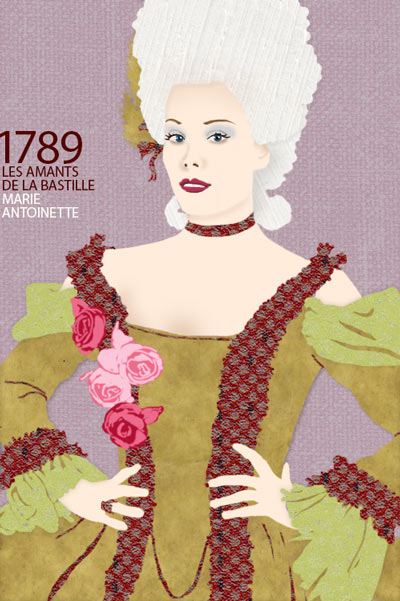 1789
LES AMANTS
DE LA BASTILLE
MARIE
ANTOINETTE